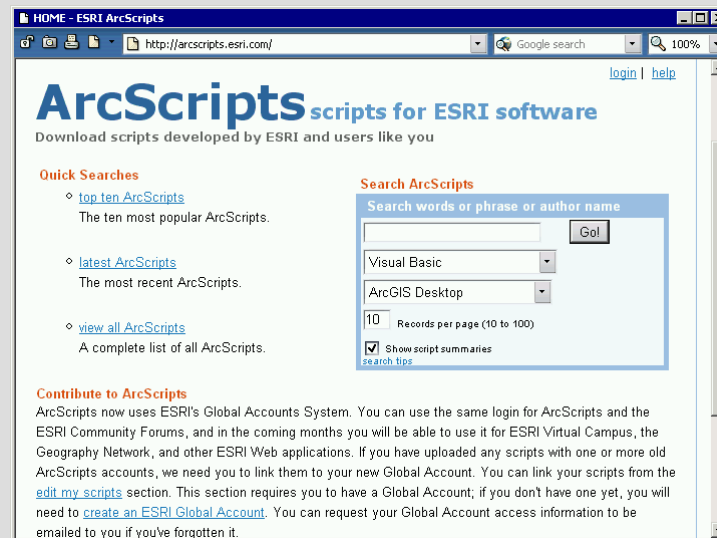 HOME - ESRI ArcScripts
http://arcscripts.esri.com/
Google search
100%
login | help
ArcScripts scripts for ESRI software
Download scripts developed by ESRI and users like you
Quick Searches
top ten ArcScripts
The ten most popular ArcScripts.
latest ArcScripts
The most recent ArcScripts.
view all ArcScripts
A complete list of all ArcScripts.
Search ArcScripts
Search words or phrase or author name
Go!
Visual Basic
ArcGIS Desktop
10 Records per page (10 to 100)
Show script summaries
search tips
Contribute to ArcScripts
ArcScripts now uses ESRI's Global Accounts System. You can use the same login for ArcScripts and the
ESRI Community Forums, and in the coming months you will be able to use it for ESRI Virtual Campus, the
Geography Network, and other ESRI Web applications. If you have uploaded any scripts with one or more old
ArcScripts accounts, we need you to link them to your new Global Account. You can link your scripts from the
edit my scripts section. This section requires you to have a Global Account; if you don't have one yet, you will
need to create an ESRI Global Account. You can request your Global Account access information to be
emailed to you if you've forgotten it.